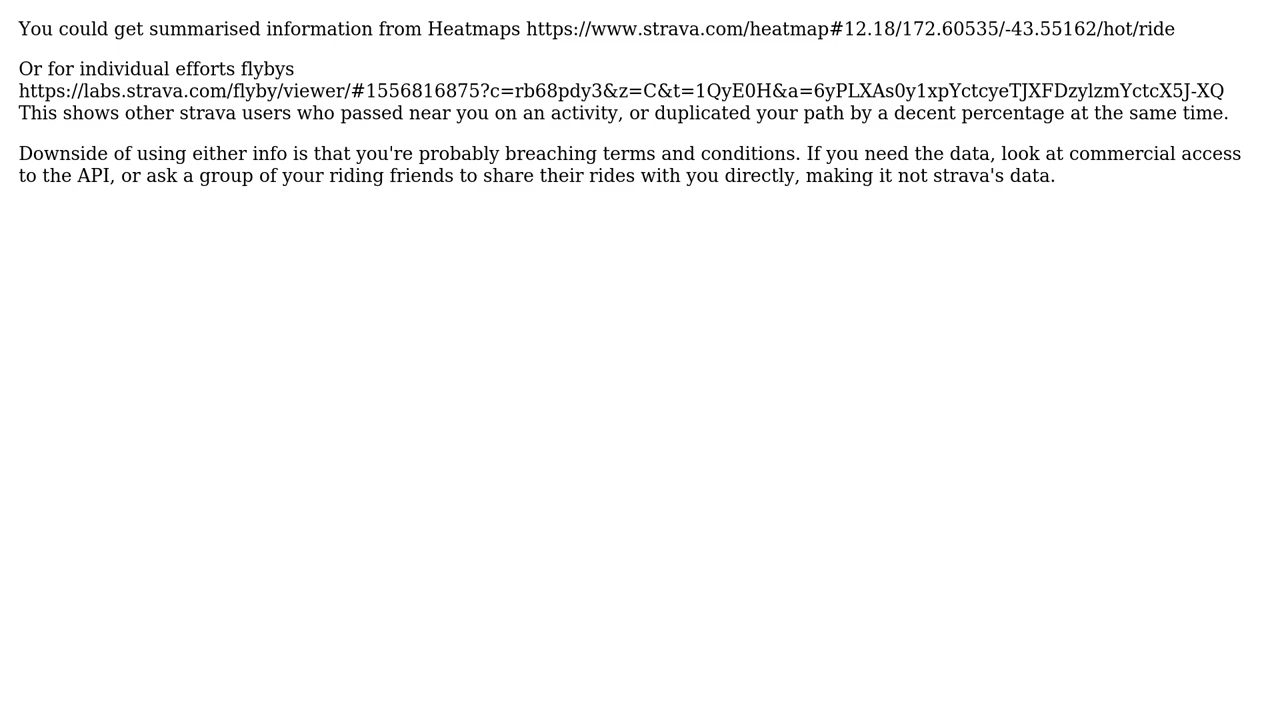 You could get summarised information from Heatmaps https://www.strava.com/heatmap#12.18/172.60535/-43.55162/hot/ride
Or for individual efforts flybys
https://labs.strava.com/flyby/viewer/#1556816875?c=rb68pdy3&z=C&t=1QyE0H&a=6yPLXAs0y1xpYctcyeTJXFDzylzmYctcX5J-XQ
This shows other strava users who passed near you on an activity, or duplicated your path by a decent percentage at the same time.
Downside of using either info is that you're probably breaching terms and conditions. If you need the data, look at commercial access
to the API, or ask a group of your riding friends to share their rides with you directly, making it not strava's data.